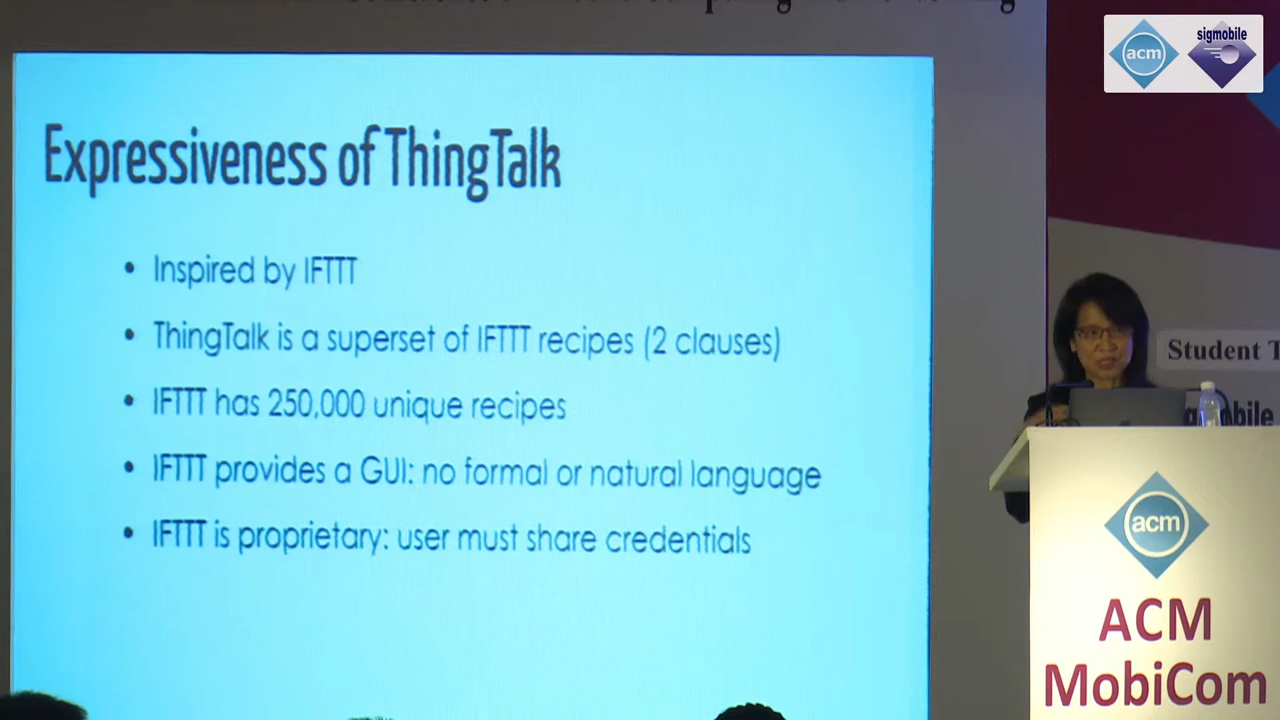 acm
sigmobile
Expressiveness of ThingTalk
• Inspired by IFTTT
• ThingTalk is a superset of IFTTT recipes (2 clauses)
• IFTTT has 250,000 unique recipes
• IFTTT provides a GUI: no formal or natural language
• IFTTT is proprietary: user must share credentials
Student T
bile
acm
ACM
MobiCom